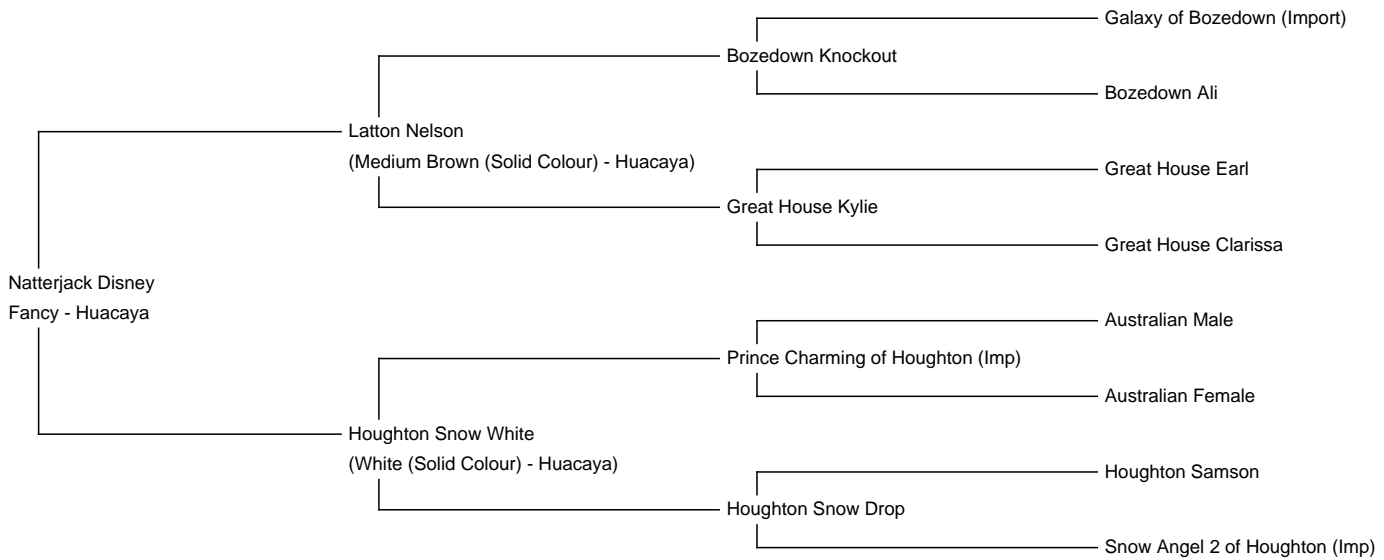 Galaxy of Bozedown (Import)
Bozedown Knockout
Bozedown Ali
Latton Nelson
(Medium Brown (Solid Colour) - Huacaya)
Great House Earl
Great House Kylie
Great House Clarissa
Natterjack Disney
Fancy - Huacaya
Australian Male
Prince Charming of Houghton (Imp)
Australian Female
Houghton Snow White
(White (Solid Colour) - Huacaya)
Houghton Samson
Houghton Snow Drop
Snow Angel 2 of Houghton (Imp)